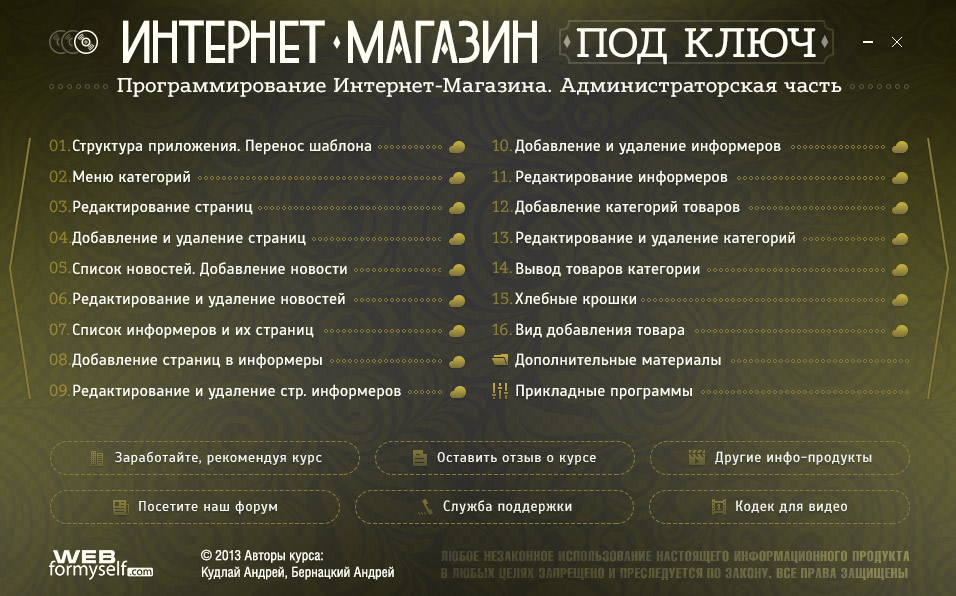 ИНТЕРНЕТ·МАГАЗИН ПОД КЛЮЧ
Программирование Интернет-Магазина. Администраторская часть
01. Структура приложения. Перенос шаблона
02. Меню категорий
03. Редактирование страниц
04. Добавление и удаление страниц
05. Список новостей. Добавление новости
06. Редактирование и удаление новостей
07. Список информеров и их страниц
08. Добавление страниц в информеры
09. Редактирование и удаление стр. информеров
10. Добавление и удаление информеров
11. Редактирование информеров
12. Добавление категорий товаров
13. Редактирование и удаление категорий
14. Вывод товаров категории
15. Хлебные крошки
16. Вид добавления товара
Дополнительные материалы
Прикладные программы
Заработайте, рекомендуя курс
Оставить отзыв о курсе
Другие инфо-продукты
Посетите наш форум
Служба поддержки
Кодек для видео
WEB
formyself.com
© 2013 Авторы курса:
Кудлай Андрей, Бернацкий Андрей
ЛЮБОЕ НЕЗАКОННОЕ ИСПОЛЬЗОВАНИЕ НАСТОЯЩЕГО ИНФОРМАЦИОННОГО ПРОДУКТА
В ЛЮБЫХ ЦЕЛЯХ ЗАПРЕЩЕНО И ПРЕСЛЕДУЕТСЯ ПО ЗАКОНУ. ВСЕ ПРАВА ЗАЩИЩЕНЫ